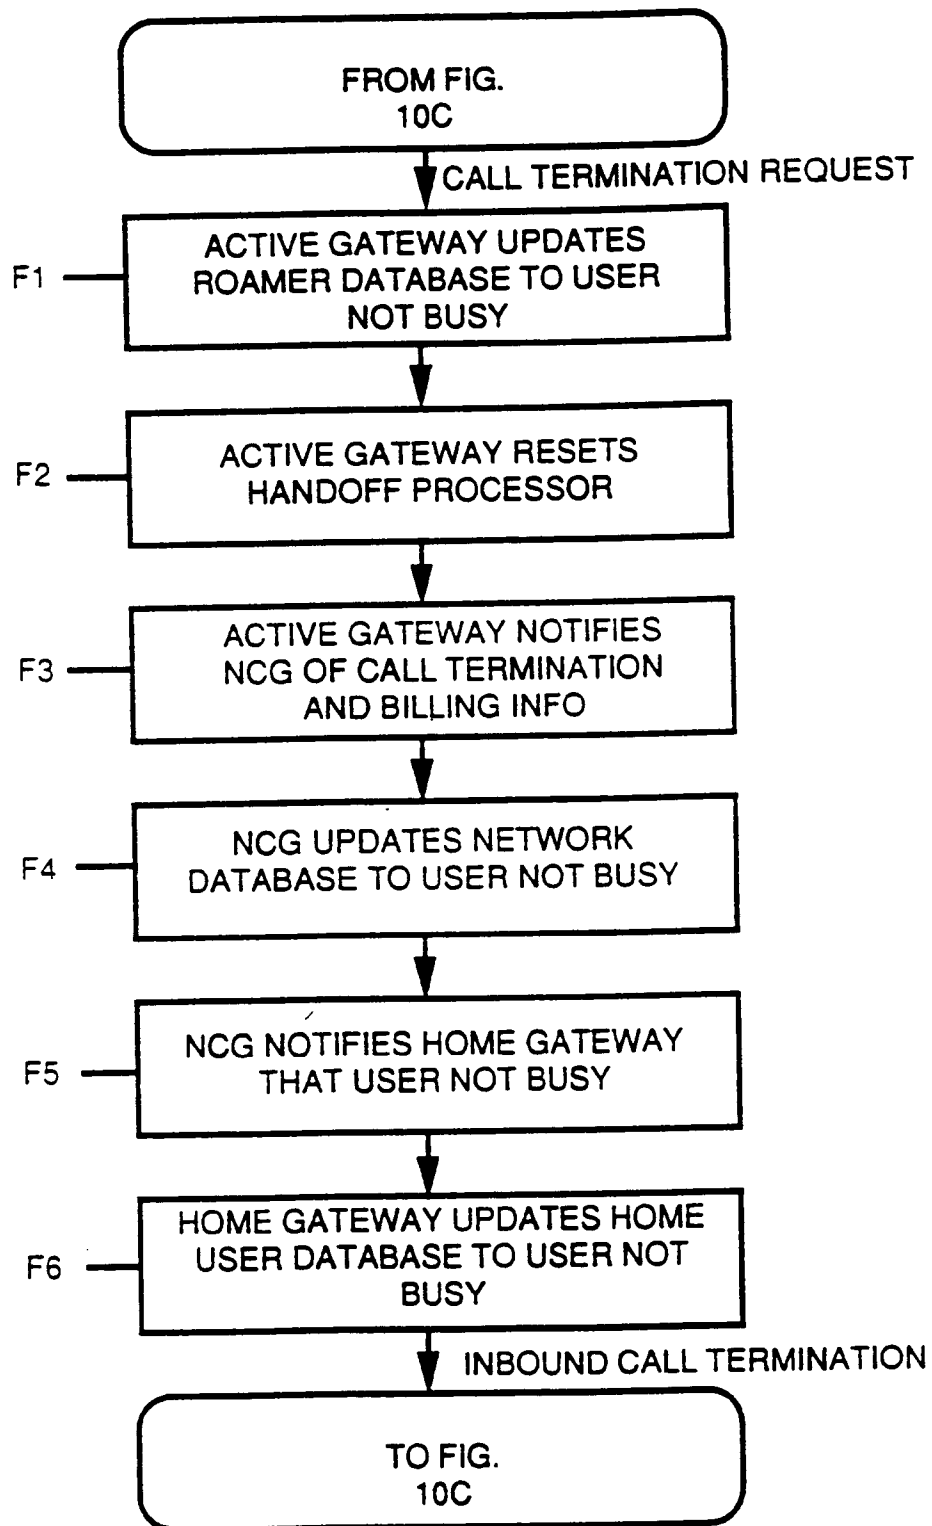 FROM FIG.
10C
CALL TERMINATION REQUEST
F1
ACTIVE GATEWAY UPDATES
ROAMER DATABASE TO USER
NOT BUSY
F2
ACTIVE GATEWAY RESETS
HANDOFF PROCESSOR
F3
ACTIVE GATEWAY NOTIFIES
NCG OF CALL TERMINATION
AND BILLING INFO
F4
NCG UPDATES NETWORK
DATABASE TO USER NOT BUSY
F5
NCG NOTIFIES HOME GATEWAY
THAT USER NOT BUSY
F6
HOME GATEWAY UPDATES HOME
USER DATABASE TO USER NOT
BUSY
INBOUND CALL TERMINATION
TO FIG.
10C